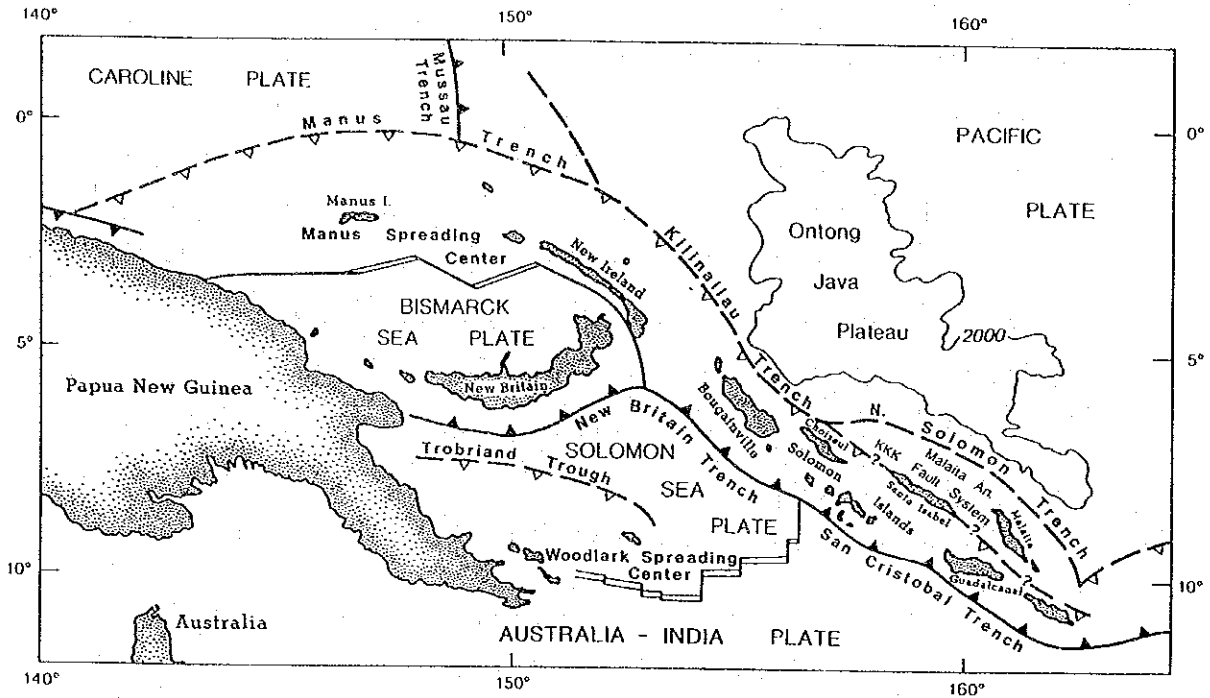 140°
150°
160°
CAROLINE PLATE
Mussau
Trench
PACIFIC
PLATE
0°
0°
Manus Trench
Manus I.
Manus Spreading
Center
New Ireland
Kilinailau
Trench
Ontong
Java
Plateau
2000
BISMARCK
SEA PLATE
5°
5°
Papua New Guinea
New Britain
New Britain
Trench
Bougainville
N.
Solomon
Trench
Choiseul
?
KKK Fault System
Malaita An.
Trobriand
Trough
SOLOMON
SEA
PLATE
Solomon
Islands
Santa Isabel
?
Malaita
Woodlark Spreading
Center
10°
10°
San Cristobal Trench
Guadalcanal
?
Australia
AUSTRALIA - INDIA PLATE
140°
150°
160°